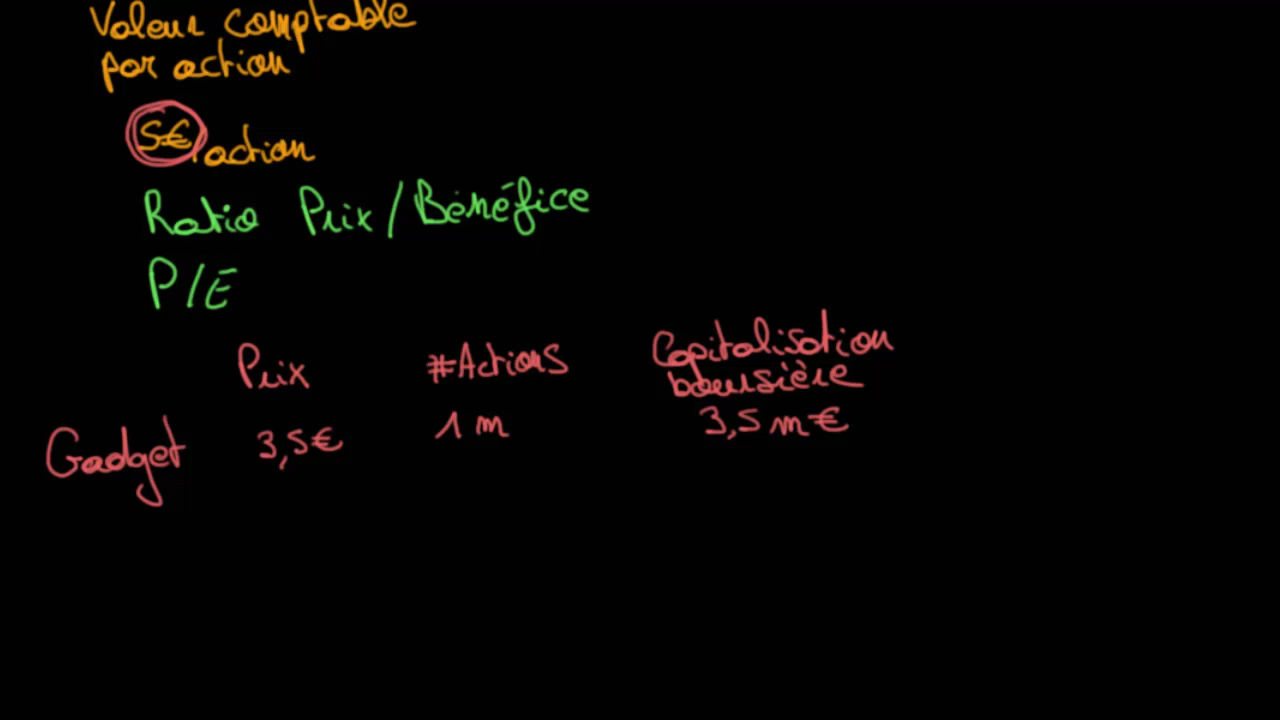 Valeur comptable
par action
5€/action
Ratio Prix/Bénéfice
P/E
Prix #Actions Capitalisation
boursière
Gadget 3,5€ 1 m 3,5 m€